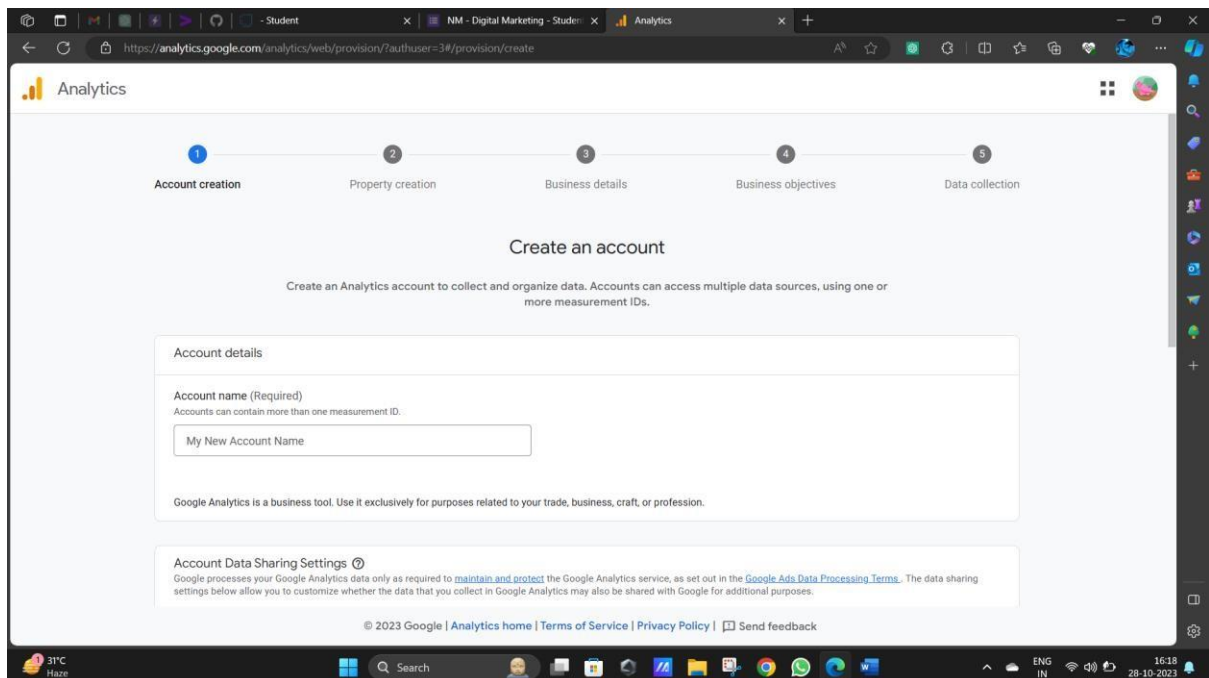 - Student
NM - Digital Marketing - Studen
Analytics
https://analytics.google.com/analytics/web/provision/?authuser=3#/provision/create
Analytics
1
2
3
4
5
Account creation
Property creation
Business details
Business objectives
Data collection
Create an account
Create an Analytics account to collect and organize data. Accounts can access multiple data sources, using one or
more measurement IDs.
Account details
Account name (Required)
Accounts can contain more than one measurement ID.
My New Account Name
Google Analytics is a business tool. Use it exclusively for purposes related to your trade, business, craft, or profession.
Account Data Sharing Settings
Google processes your Google Analytics data only as required to maintain and protect the Google Analytics service, as set out in the Google Ads Data Processing Terms . The data sharing
settings below allow you to customize whether the data that you collect in Google Analytics may also be shared with Google for additional purposes.
© 2023 Google | Analytics home | Terms of Service | Privacy Policy | Send feedback
1
31°C
Haze
Search
ENG
IN
16:18
28-10-2023